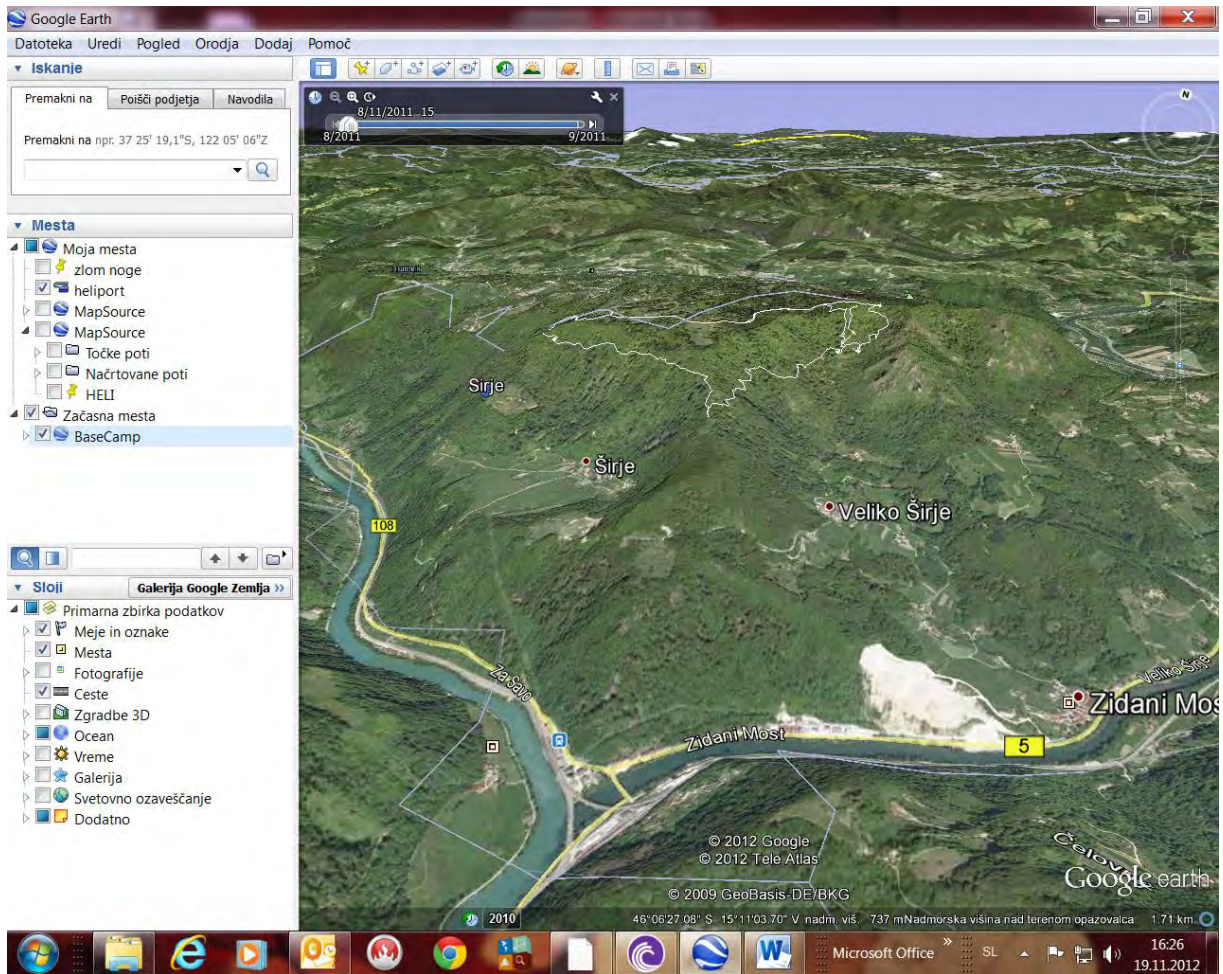 Google Earth
Datoteka Uredi Pogled Orodja Dodaj Pomoč
Iskanje
Premakni na Poišči podjetja Navodila
Premakni na npr. 37 25' 19,1"S, 122 05' 06"Z
Mesta
Moja mesta
zlom noge
heliport
MapSource
MapSource
Točke poti
Načrtovane poti
HELI
Začasna mesta
BaseCamp
Sloji Galerija Google Zemlja »
Primarna zbirka podatkov
Meje in oznake
Mesta
Fotografije
Ceste
Zgradbe 3D
Ocean
Vreme
Galerija
Svetovno ozaveščanje
Dodatno
8/11/2011 15
8/2011 9/2011
N
Sirje
Širje
Veliko Širje
108
Za Savo
Veliko Širje
Zidani Mos
Zidani Most
5
© 2012 Google
© 2012 Tele Atlas
© 2009 GeoBasis-DE/BKG
Google earth
2010
46°06'27.08" S 15°11'03.70" V nadm. viš. 737 mNadmorska višina nad terenom opazovalca 1.71 km
Microsoft Office » SL 16:26
19.11.2012